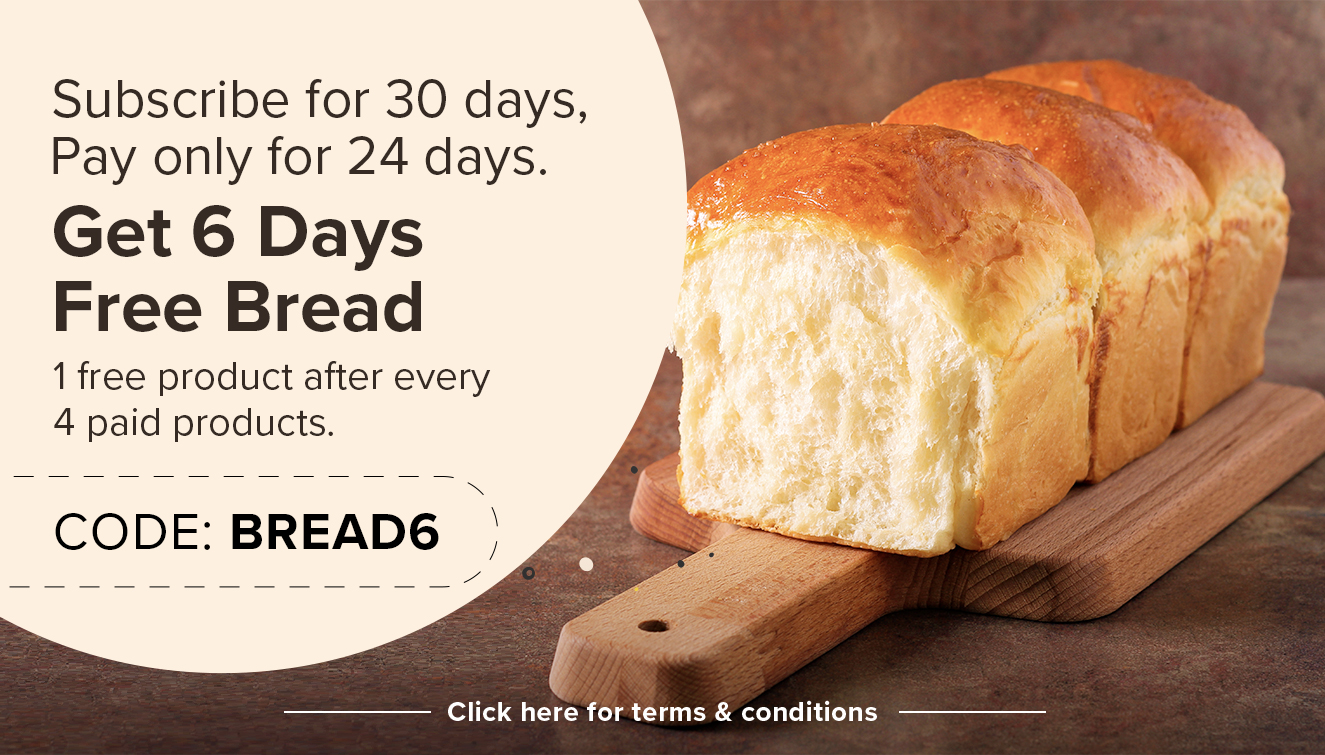 Subscribe for 30 days,
Pay only for 24 days.
Get 6 Days
Free Bread
1 free product after every
4 paid products.
CODE: BREAD6
Click here for terms & conditions